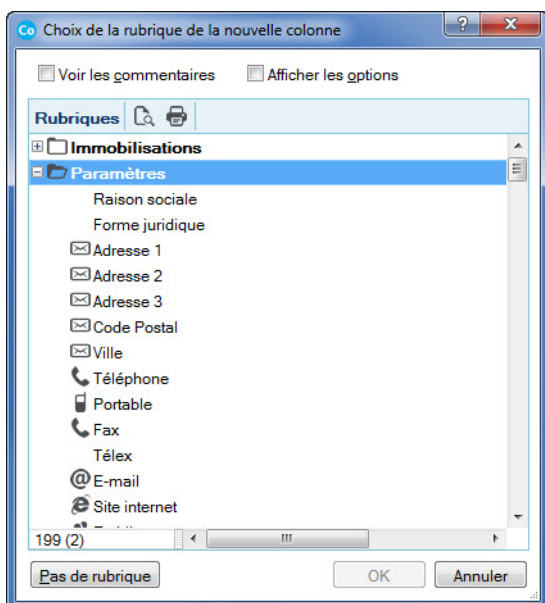 Co Choix de la rubrique de la nouvelle colonne ? X
Voir les commentaires Afficher les options
Rubriques
Immobilisations
Paramètres
Raison sociale
Forme juridique
Adresse 1
Adresse 2
Adresse 3
Code Postal
Ville
Téléphone
Portable
Fax
Télex
@ E-mail
Site internet
199 (2)
Pas de rubrique OK Annuler